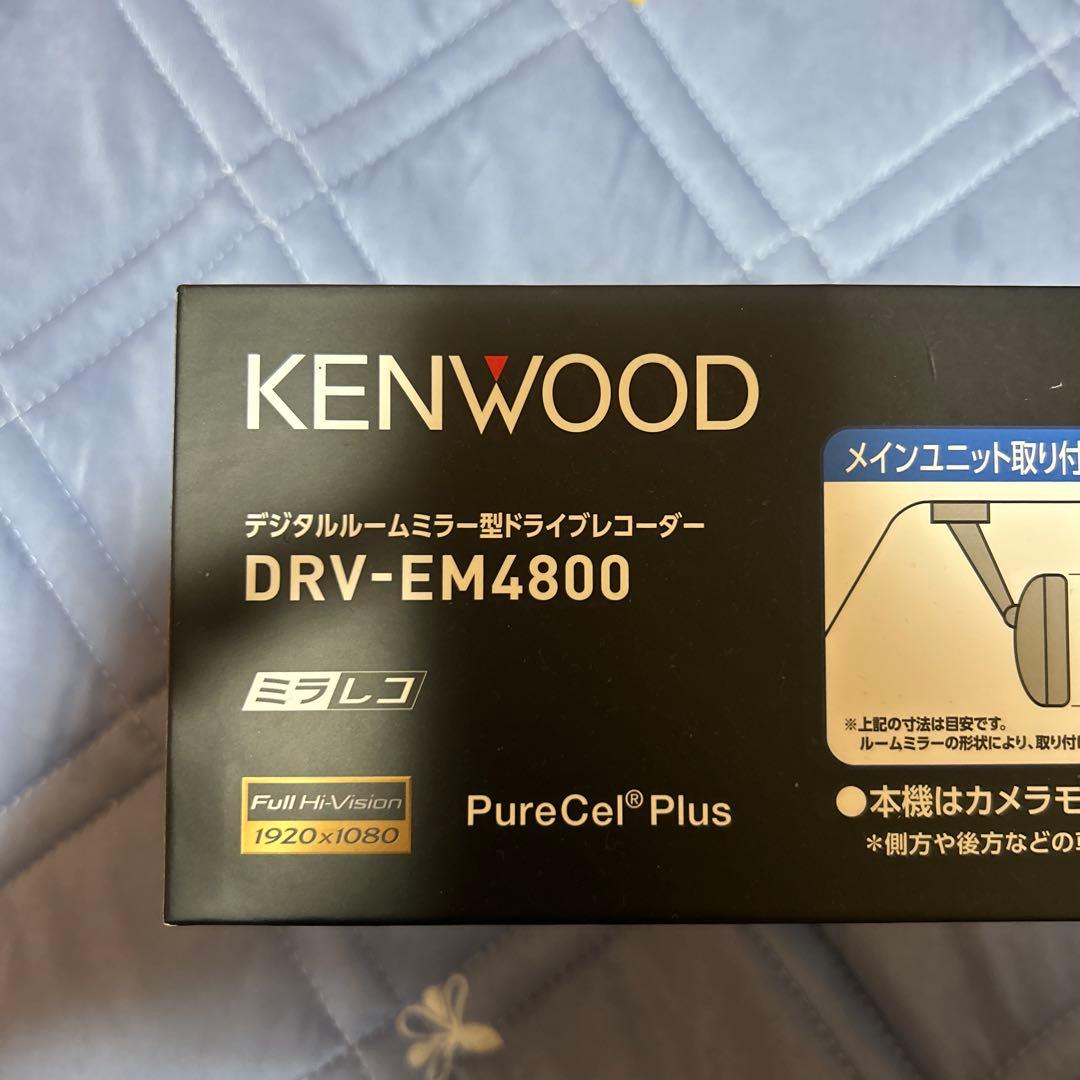 KENWOOD
デジタルルームミラー型ドライブレコーダー
DRV-EM4800
ミラレコ
Full Hi-Vision
1920x1080
PureCel® Plus
メインユニット取り付
※上記の寸法は目安です。
ルームミラーの形状により、取り付け
●本機はカメラモ
＊側方や後方などの